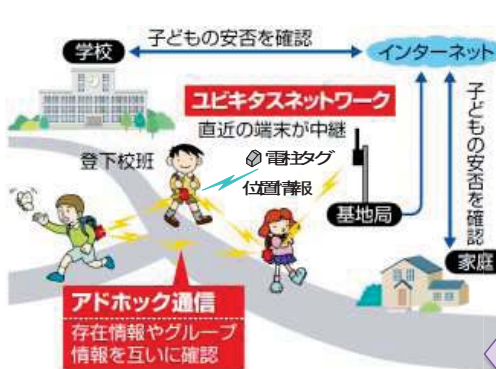 子どもの安否を確認
学校
インターネット
ユビキタスネットワーク
直近の端末が中継
電柱タグ
登下校班
位置情報
子どもの安否を確認
基地局
家庭
アドホック通信
存在情報やグループ
情報を互いに確認